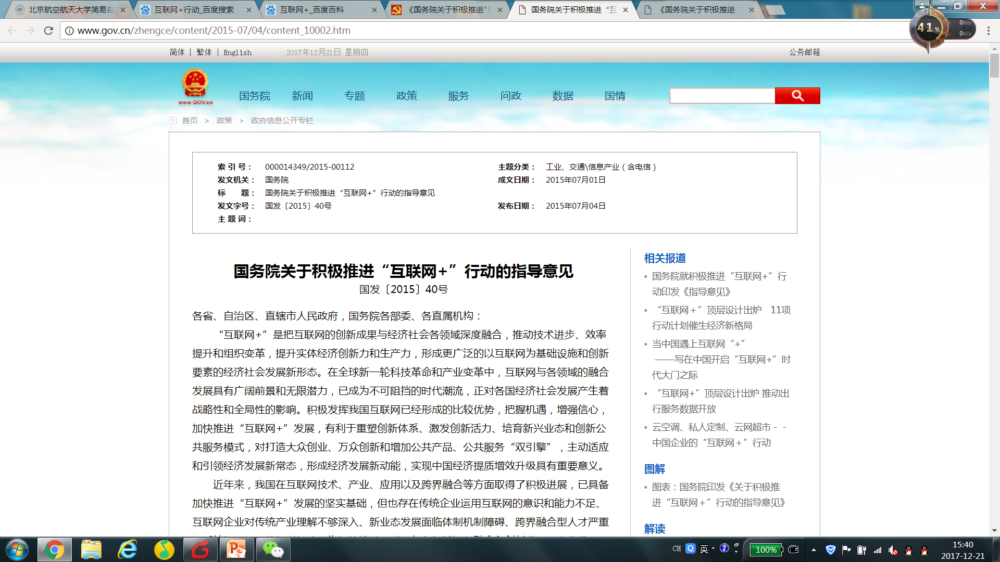 北京航空航天大学简易自
互联网+行动_百度搜索
互联网+_百度百科
《国务院关于积极推进"互
国务院关于积极推进“互
《国务院关于积极推进“
www.gov.cn/zhengce/content/2015-07/04/content_10002.htm
41%
0K/s
0K/s
简体 | 繁体 | English
2017年12月21日 星期四
公务邮箱
www.GOV.cn
国务院 新闻 专题 政策 服务 问政 数据 国情
首页 > 政策 > 政府信息公开专栏
索 引 号： 000014349/2015-00112 主题分类： 工业、交通\信息产业（含电信）
发文机关： 国务院 成文日期： 2015年07月01日
标 题： 国务院关于积极推进“互联网+”行动的指导意见
发文字号： 国发〔2015〕40号 发布日期： 2015年07月04日
主 题 词：
国务院关于积极推进“互联网+”行动的指导意见
国发〔2015〕40号
各省、自治区、直辖市人民政府，国务院各部委、各直属机构：
“互联网+”是把互联网的创新成果与经济社会各领域深度融合，推动技术进步、效率
提升和组织变革，提升实体经济创新力和生产力，形成更广泛的以互联网为基础设施和创新
要素的经济社会发展新形态。在全球新一轮科技革命和产业变革中，互联网与各领域的融合
发展具有广阔前景和无限潜力，已成为不可阻挡的时代潮流，正对各国经济社会发展产生着
战略性和全局性的影响。积极发挥我国互联网已经形成的比较优势，把握机遇，增强信心，
加快推进“互联网+”发展，有利于重塑创新体系、激发创新活力、培育新兴业态和创新公
共服务模式，对打造大众创业、万众创新和增加公共产品、公共服务“双引擎”，主动适应
和引领经济发展新常态，形成经济发展新动能，实现中国经济提质增效升级具有重要意义。
近年来，我国在互联网技术、产业、应用以及跨界融合等方面取得了积极进展，已具备
加快推进“互联网+”发展的坚实基础，但也存在传统企业运用互联网的意识和能力不足、
互联网企业对传统产业理解不够深入、新业态发展面临体制机制障碍、跨界融合型人才严重
相关报道
国务院就积极推进“互联网+”行
动印发《指导意见》
“互联网＋”顶层设计出炉　11项
行动计划催生经济新格局
当中国遇上互联网“+”
——写在中国开启“互联网+”时
代大门之际
“互联网+”顶层设计出炉 推动出
行服务数据开放
云空调、私人定制、云网超市－－
中国企业的“互联网＋”行动
图解
图表：国务院印发《关于积极推
进“互联网＋”行动的指导意见》
解读
CH 英
100%
15:40
2017-12-21